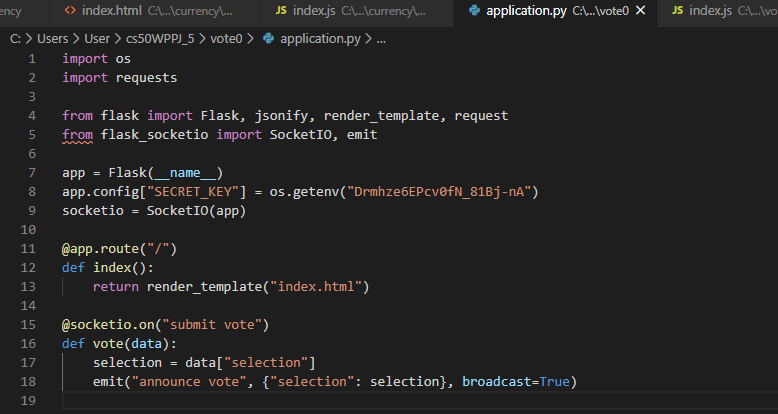 ency
<> index.html C:\...\currency\...
JS index.js C:\...\currency\...
application.py C:\...\vote0 ×
JS index.js C:\...\vo
C: > Users > User > cs50WPPJ_5 > vote0 > application.py > ...
1 import os
2 import requests
3
4 from flask import Flask, jsonify, render_template, request
5 from flask_socketio import SocketIO, emit
6
7 app = Flask(__name__)
8 app.config["SECRET_KEY"] = os.getenv("Drmhze6EPcv0fN_81Bj-nA")
9 socketio = SocketIO(app)
10
11 @app.route("/")
12 def index():
13     return render_template("index.html")
14
15 @socketio.on("submit vote")
16 def vote(data):
17     selection = data["selection"]
18     emit("announce vote", {"selection": selection}, broadcast=True)
19